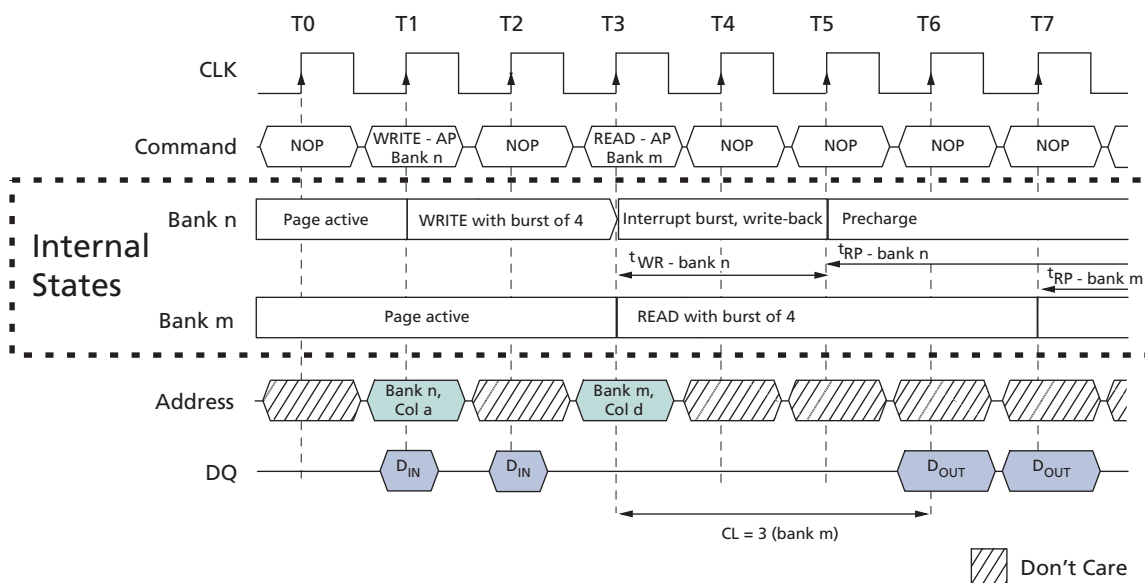 T0 T1 T2 T3 T4 T5 T6 T7
CLK
Command
NOP
WRITE - AP
Bank n
NOP
READ - AP
Bank m
NOP
NOP
NOP
NOP
Internal
States
Bank n
Page active
WRITE with burst of 4
Interrupt burst, write-back
Precharge
tWR - bank n
tRP - bank n
tRP - bank m
Bank m
Page active
READ with burst of 4
Address
Bank n,
Col a
Bank m,
Col d
DQ
DIN
DIN
DOUT
DOUT
CL = 3 (bank m)
Don't Care